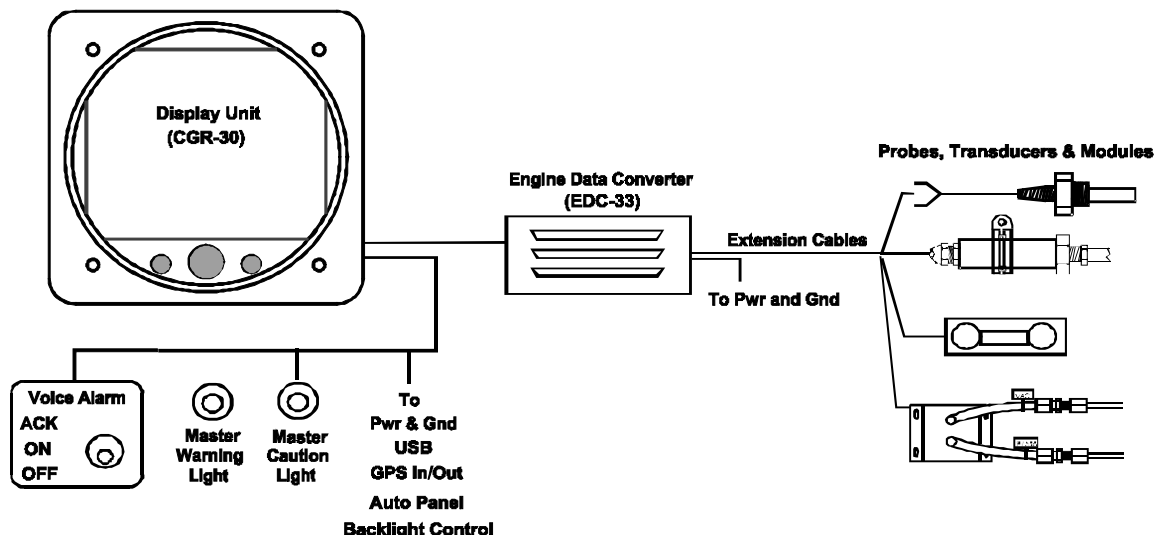 Display Unit
(CGR-30)
Probes, Transducers & Modules
Engine Data Converter
(EDC-33)
Extension Cables
To Pwr and Gnd
Voice Alarm
ACK
ON
OFF
Master
Warning
Light
Master
Caution
Light
To
Pwr & Gnd
USB
GPS In/Out
Auto Panel
Backlight Control